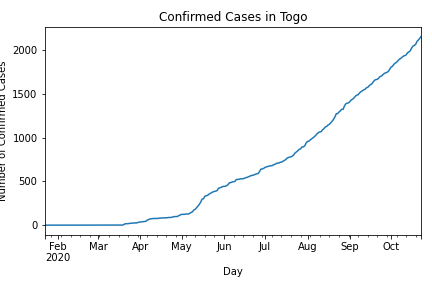 Confirmed Cases in Togo
Number of Confirmed Cases
2000
1500
1000
500
0
Feb Mar Apr May Jun Jul Aug Sep Oct
2020
Day